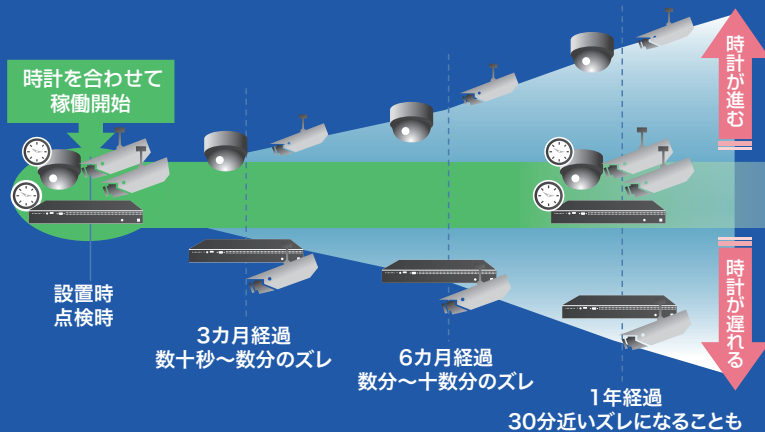 時計を合わせて
稼働開始
時計が進む
時計が遅れる
設置時
点検時
3カ月経過
数十秒〜数分のズレ
6カ月経過
数分〜十数分のズレ
1年経過
30分近いズレになることも